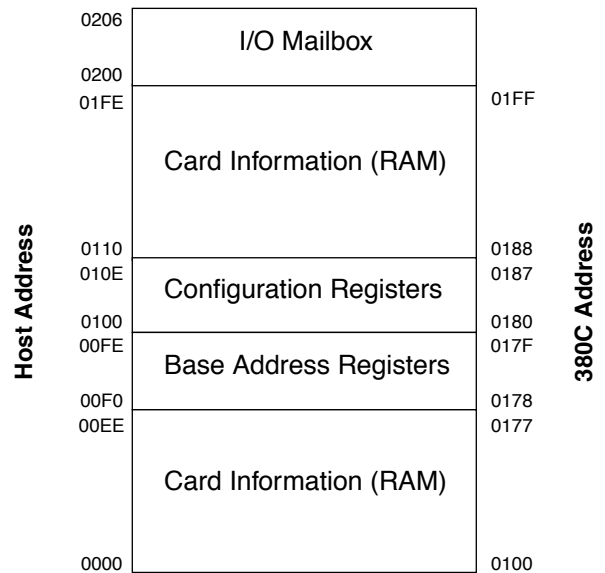 0206
I/O Mailbox
0200
01FE 01FF
Card Information (RAM)
0110 0188
010E 0187
Configuration Registers
0100 0180
00FE 017F
Base Address Registers
00F0 0178
00EE 0177
Card Information (RAM)
0000 0100
Host Address
380C Address